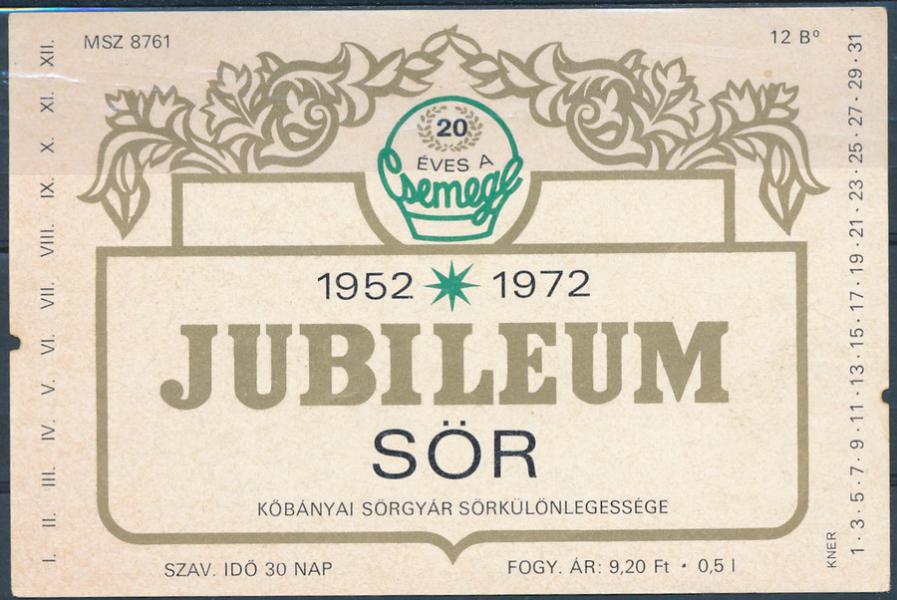 MSZ 8761
12 B°
20
ÉVES A
Csemege
1952 1972
JUBILEUM
SÖR
KŐBÁNYAI SÖRGYÁR SÖRKÜLÖNLEGESSÉGE
SZAV. IDŐ 30 NAP
FOGY. ÁR: 9,20 Ft · 0,5 l
I. II. III. IV. V. VI. VII. VIII. IX. X. XI. XII.
1 · 3 · 5 · 7 · 9 · 11 · 13 · 15 · 17 · 19 · 21 · 23 · 25 · 27 · 29 · 31
KNER